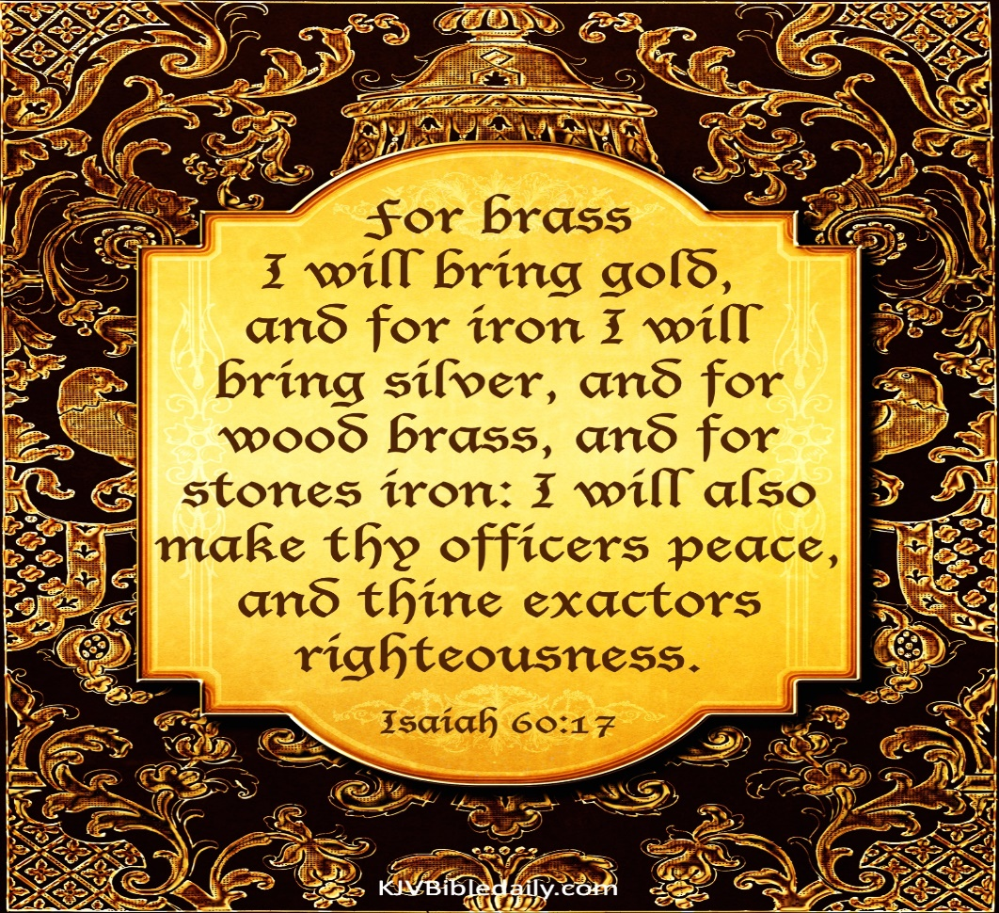 For brass
I will bring gold,
and for iron I will
bring silver, and for
wood brass, and for
stones iron: I will also
make thy officers peace,
and thine exactors
righteousness.
Isaiah 60:17
KJVBibledaily.com